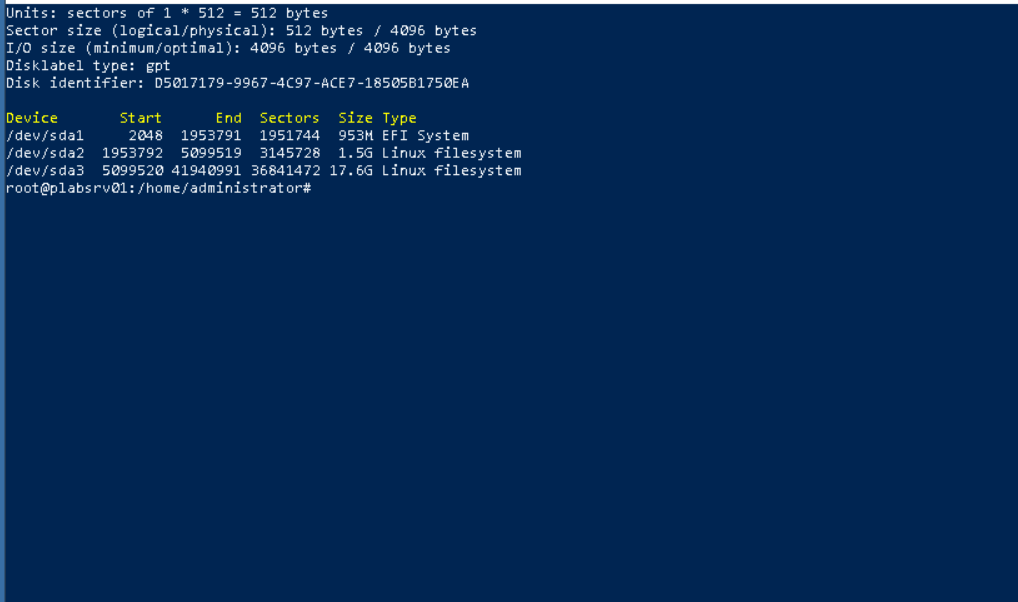 Units: sectors of 1 * 512 = 512 bytes
Sector size (logical/physical): 512 bytes / 4096 bytes
I/O size (minimum/optimal): 4096 bytes / 4096 bytes
Disklabel type: gpt
Disk identifier: D5017179-9967-4C97-ACE7-18505B1750EA
Device Start End Sectors Size Type
/dev/sda1 2048 1953791 1951744 953M EFI System
/dev/sda2 1953792 5099519 3145728 1.5G Linux filesystem
/dev/sda3 5099520 41940991 36841472 17.6G Linux filesystem
root@plabsrv01:/home/administrator#